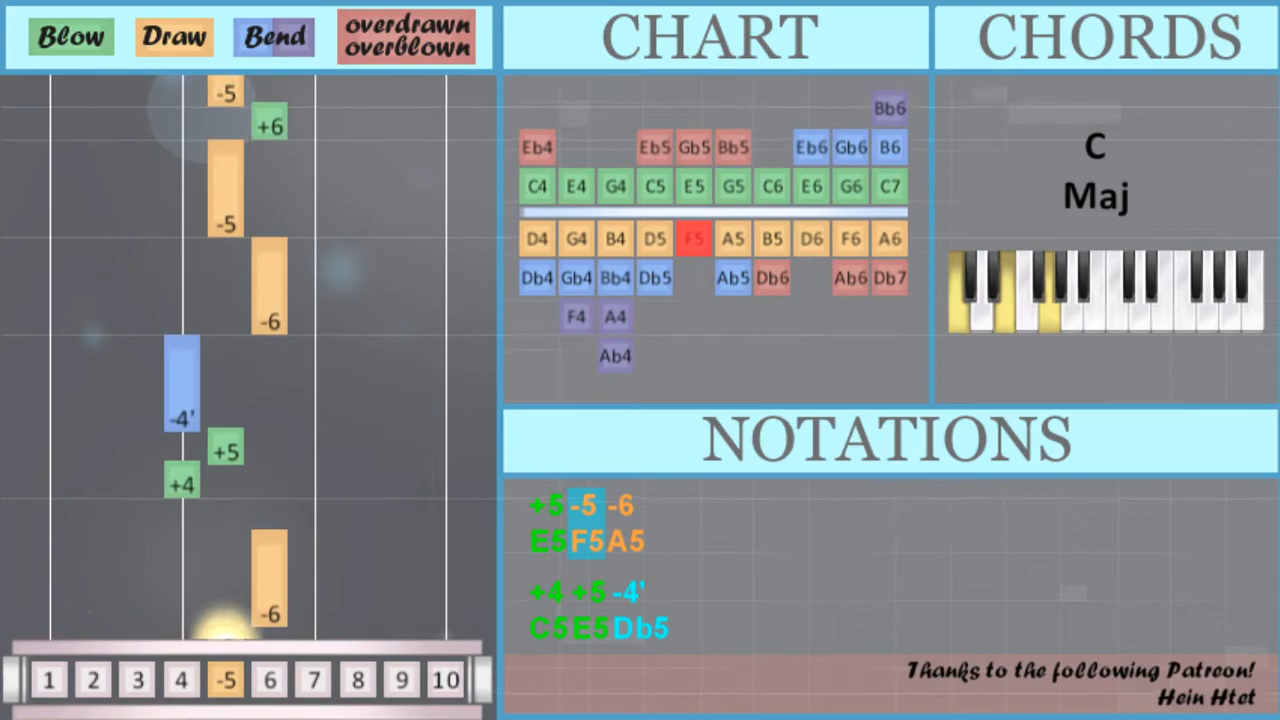 Blow Draw Bend overdrawn
overblown
CHART
CHORDS
-5
+6
-5
-6
-4'
+5
+4
-6
1 2 3 4 -5 6 7 8 9 10
Bb6
Eb4 Eb5 Gb5 Bb5 Eb6 Gb6 B6
C4 E4 G4 C5 E5 G5 C6 E6 G6 C7
D4 G4 B4 D5 F5 A5 B5 D6 F6 A6
Db4 Gb4 Bb4 Db5 Ab5 Db6 Ab6 Db7
F4 A4
Ab4
C
Maj
NOTATIONS
+5 -5 -6
E5 F5 A5
+4 +5 -4'
C5 E5 Db5
Thanks to the following Patreon!
Hein Htet